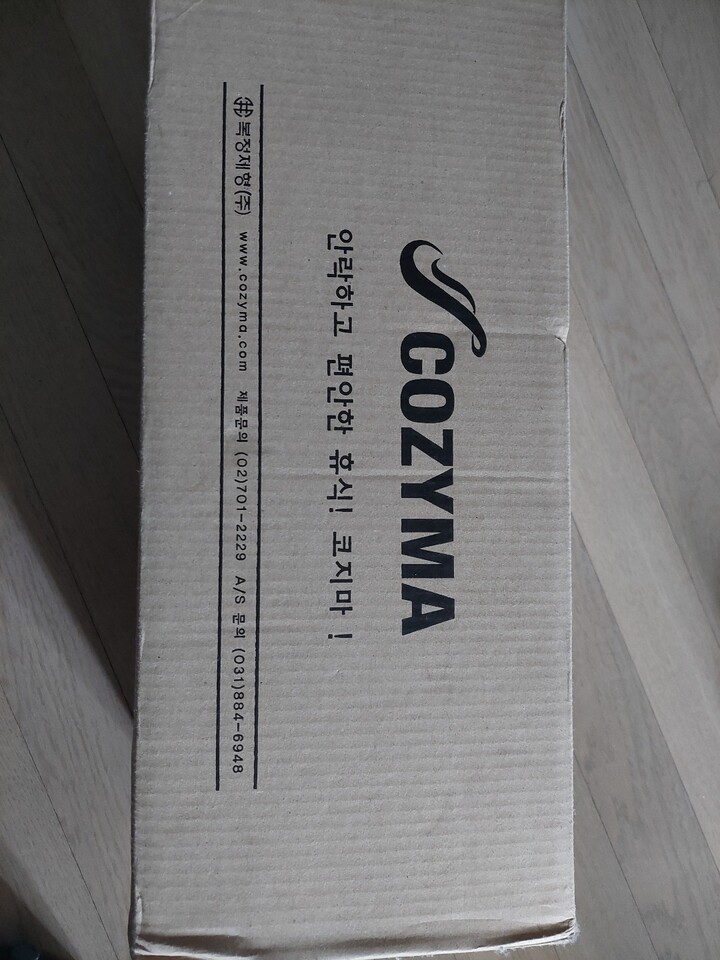 COZYMA
안락하고 편안한 휴식! 코지마!
복정제형(주) www.cozyma.com 제품문의 (02)701-2229 A/S 문의 (031)884-6948